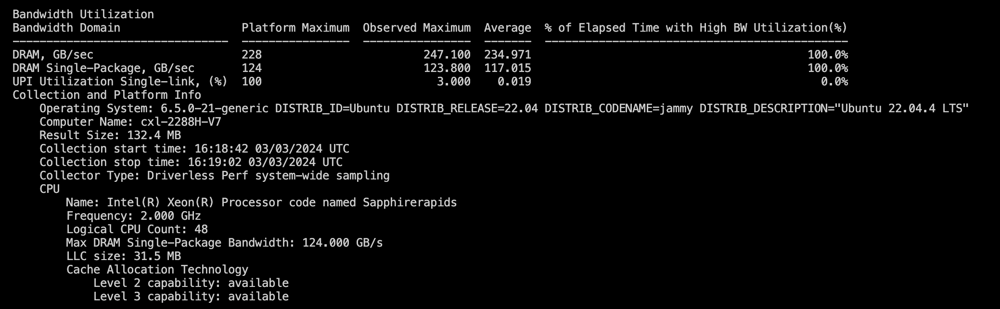 Bandwidth Utilization
Bandwidth Domain                  Platform Maximum  Observed Maximum  Average  % of Elapsed Time with High BW Utilization(%)
--------------------------------  ----------------  ----------------  -------  ---------------------------------------------
DRAM, GB/sec                      228                        247.100  234.971                                         100.0%
DRAM Single-Package, GB/sec       124                        123.800  117.015                                         100.0%
UPI Utilization Single-link, (%)  100                          3.000    0.019                                           0.0%
Collection and Platform Info
    Operating System: 6.5.0-21-generic DISTRIB_ID=Ubuntu DISTRIB_RELEASE=22.04 DISTRIB_CODENAME=jammy DISTRIB_DESCRIPTION="Ubuntu 22.04.4 LTS"
    Computer Name: cxl-2288H-V7
    Result Size: 132.4 MB
    Collection start time: 16:18:42 03/03/2024 UTC
    Collection stop time: 16:19:02 03/03/2024 UTC
    Collector Type: Driverless Perf system-wide sampling
    CPU
        Name: Intel(R) Xeon(R) Processor code named Sapphirerapids
        Frequency: 2.000 GHz
        Logical CPU Count: 48
        Max DRAM Single-Package Bandwidth: 124.000 GB/s
        LLC size: 31.5 MB
        Cache Allocation Technology
            Level 2 capability: available
            Level 3 capability: available